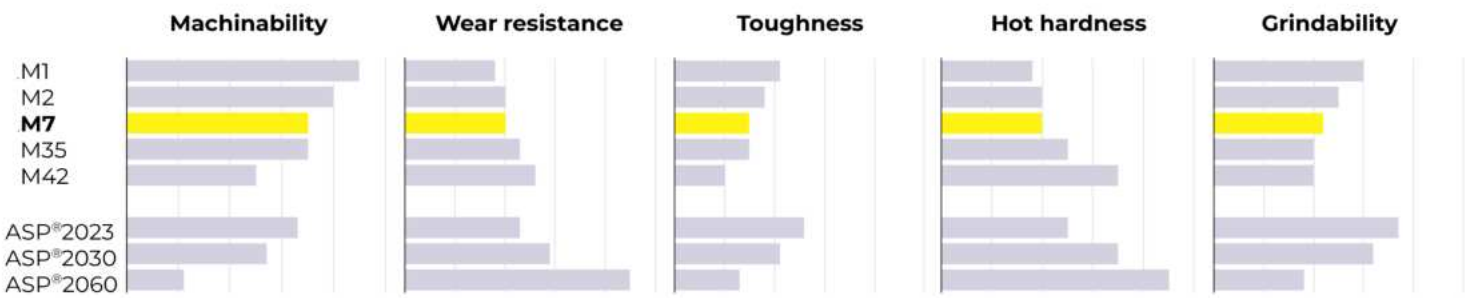 Machinability Wear resistance Toughness Hot hardness Grindability
M1
M2
M7
M35
M42
ASP®2023
ASP®2030
ASP®2060